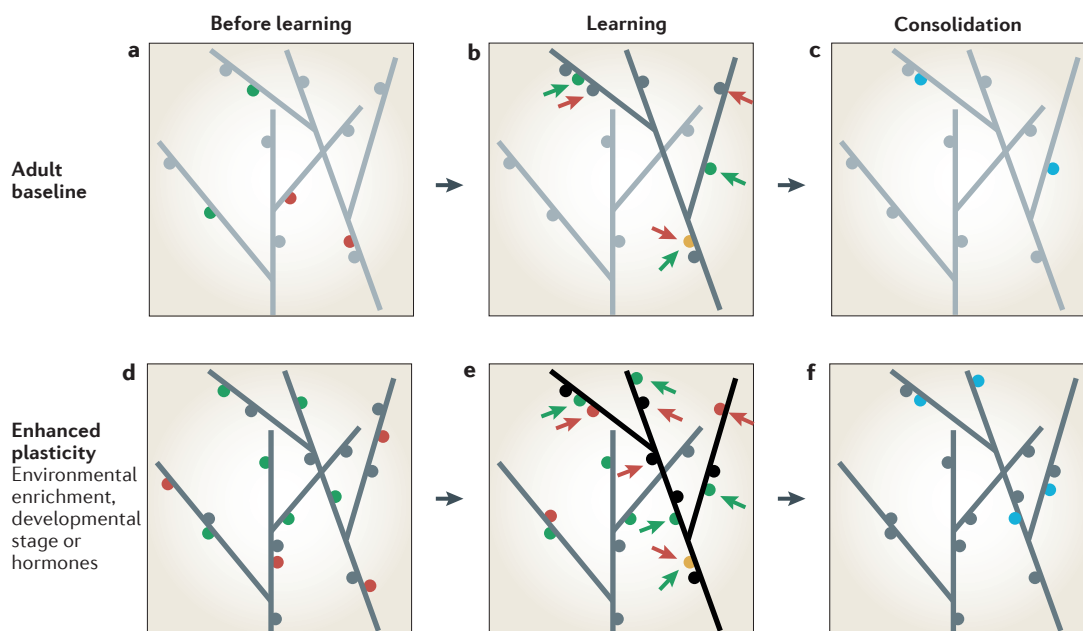 Before learning
Learning
Consolidation
a
b
c
Adult
baseline
d
e
f
Enhanced
plasticity
Environmental
enrichment,
developmental
stage or
hormones